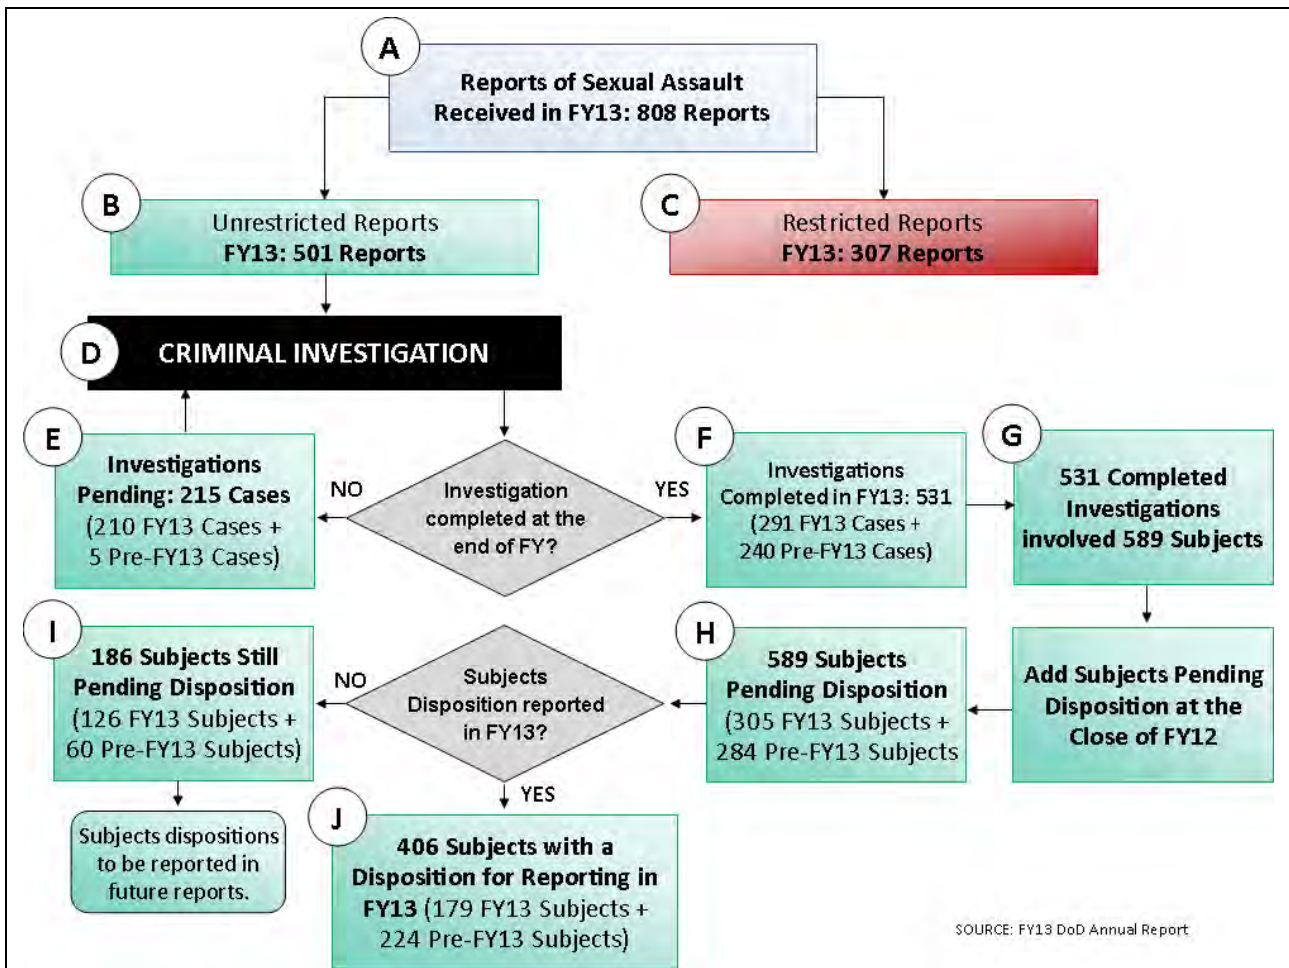 A
Reports of Sexual Assault
Received in FY13: 808 Reports
B
Unrestricted Reports
FY13: 501 Reports
C
Restricted Reports
FY13: 307 Reports
D
CRIMINAL INVESTIGATION
E
Investigations
Pending: 215 Cases
(210 FY13 Cases +
5 Pre-FY13 Cases)
NO
Investigation
completed at the
end of FY?
YES
F
Investigations
Completed in FY13: 531
(291 FY13 Cases +
240 Pre-FY13 Cases)
G
531 Completed
Investigations
involved 589 Subjects
I
186 Subjects Still
Pending Disposition
(126 FY13 Subjects +
60 Pre-FY13 Subjects)
NO
Subjects
Disposition reported
in FY13?
H
589 Subjects
Pending Disposition
(305 FY13 Subjects +
284 Pre-FY13 Subjects
Add Subjects Pending
Disposition at the
Close of FY12
YES
Subjects dispositions
to be reported in
future reports.
J
406 Subjects with a
Disposition for Reporting in
FY13 (179 FY13 Subjects +
224 Pre-FY13 Subjects)
SOURCE: FY13 DoD Annual Report